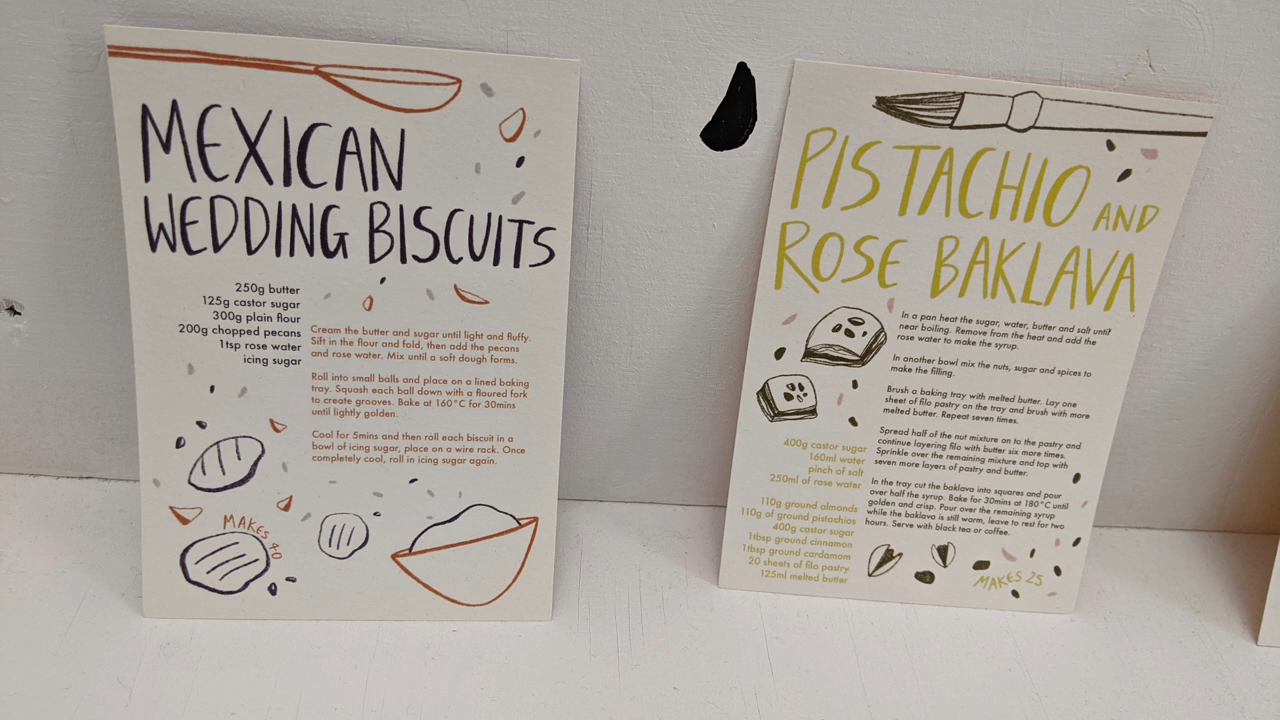 MEXICAN
WEDDING BISCUITS
250g butter
125g castor sugar
300g plain flour
200g chopped pecans
1tsp rose water
icing sugar
Cream the butter and sugar until light and fluffy.
Sift in the flour and fold, then add the pecans
and rose water. Mix until a soft dough forms.
Roll into small balls and place on a lined baking
tray. Squash each ball down with a floured fork
to create grooves. Bake at 160°C for 30mins
until lightly golden.
Cool for 5mins and then roll each biscuit in a
bowl of icing sugar, place on a wire rack. Once
completely cool, roll in icing sugar again.
MAKES 40
PISTACHIO AND
ROSE BAKLAVA
In a pan heat the sugar, water, butter and salt until
near boiling. Remove from the heat and add the
rose water to make the syrup.
In another bowl mix the nuts, sugar and spices to
make the filling.
Brush a baking tray with melted butter. Lay one
sheet of filo pastry on the tray and brush with more
melted butter. Repeat seven times.
Spread half of the nut mixture on to the pastry and
continue layering filo with butter six more times.
Sprinkle over the remaining mixture and top with
seven more layers of pastry and butter.
In the tray cut the baklava into squares and pour
over half the syrup. Bake for 30mins at 180°C until
golden and crisp. Pour over the remaining syrup
while the baklava is still warm, leave to rest for two
hours. Serve with black tea or coffee.
400g castor sugar
160ml water
pinch of salt
250ml of rose water
110g ground almonds
110g of ground pistachios
400g castor sugar
1tbsp ground cinnamon
1tbsp ground cardamom
20 sheets of filo pastry
125ml melted butter
MAKES 25